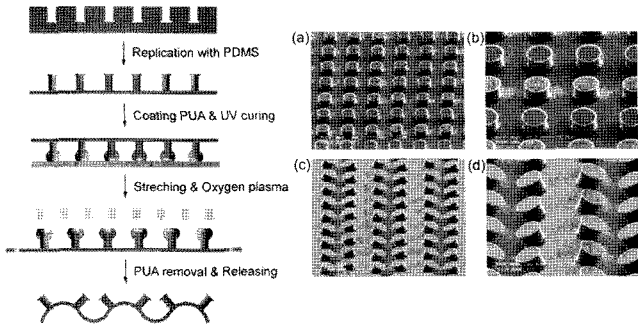 Replication with PDMS
Coating PUA & UV curing
Streching & Oxygen plasma
PUA removal & Releasing
(a)
(b)
(c)
(d)